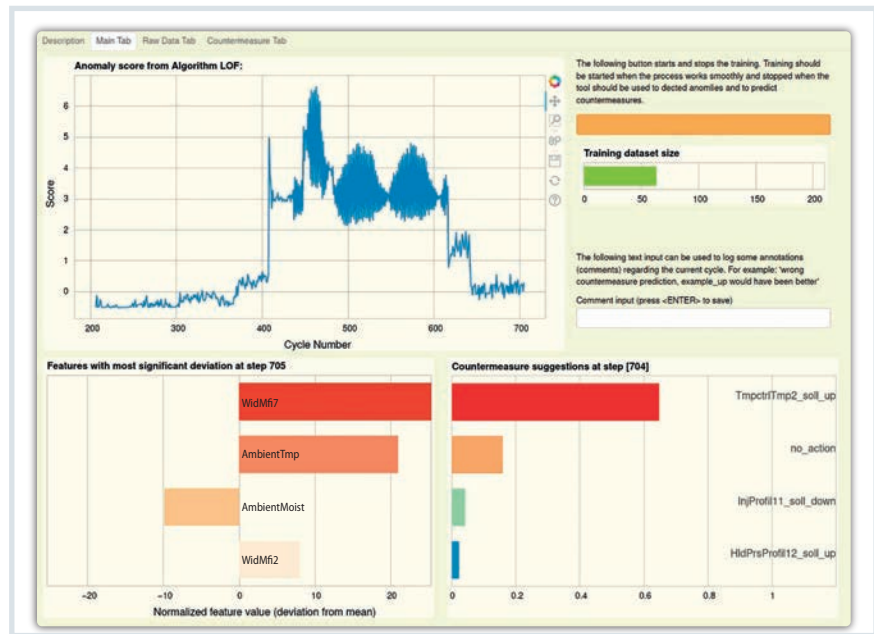 Description Main Tab Raw Data Tab Countermeasure Tab
Anomaly score from Algorithm LOF:
6
5
4
3
2
1
0
Score
200 300 400 500 600 700
Cycle Number
The following button starts and stops the training. Training should
be started when the process works smoothly and stopped when the
tool should be used to dected anomlies and to predict
countermeasures.
Training dataset size
0 50 100 150 200
The following text input can be used to log some annotations
(comments) regarding the current cycle. For example: 'wrong
countermeasure prediction, example_up would have been better'
Comment input (press <ENTER> to save)
Features with most significant deviation at step 705
WidMfi7
AmbientTmp
AmbientMoist
WidMfi2
-20 -10 0 10 20
Normalized feature value (deviation from mean)
Countermeasure suggestions at step [704]
TmpctrlTmp2_soll_up
no_action
InjProfil11_soll_down
HldPrsProfil12_soll_up
0 0.2 0.4 0.6 0.8 1